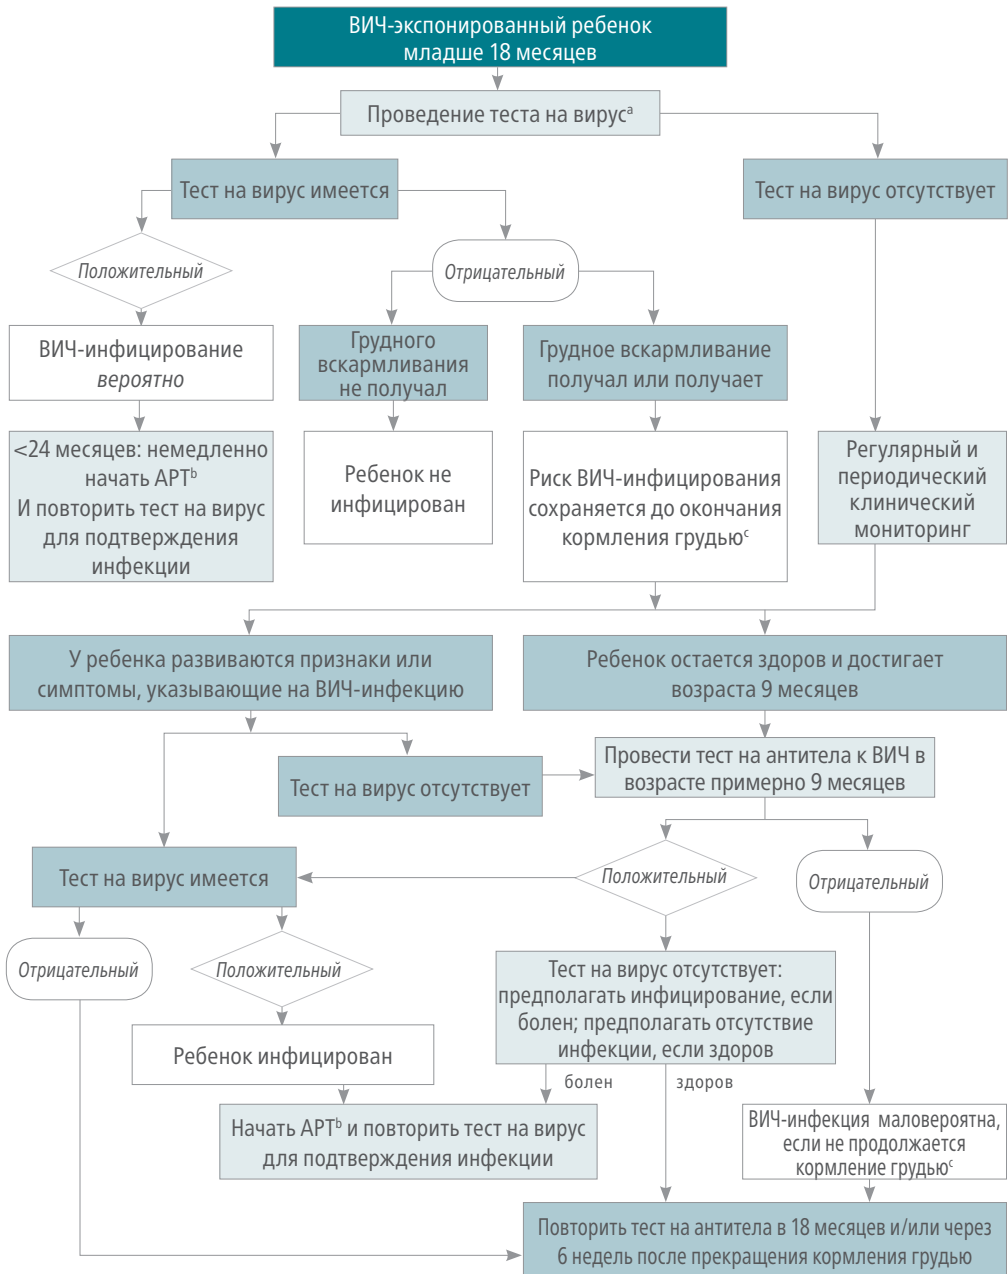 ВИЧ-экспонированный ребенок
младше 18 месяцев
Проведение теста на вирусᵃ
Тест на вирус имеется
Тест на вирус отсутствует
Положительный
Отрицательный
ВИЧ-инфицирование
вероятно
Грудного
вскармливания
не получал
Грудное вскармливание
получал или получает
<24 месяцев: немедленно
начать АРТᵇ
И повторить тест на вирус
для подтверждения
инфекции
Ребенок не
инфицирован
Риск ВИЧ-инфицирования
сохраняется до окончания
кормления грудьюᶜ
Регулярный и
периодический
клинический
мониторинг
У ребенка развиваются признаки или
симптомы, указывающие на ВИЧ-инфекцию
Ребенок остается здоров и достигает
возраста 9 месяцев
Тест на вирус отсутствует
Провести тест на антитела к ВИЧ в
возрасте примерно 9 месяцев
Тест на вирус имеется
Положительный
Отрицательный
Отрицательный
Положительный
Тест на вирус отсутствует:
предполагать инфицирование, если
болен; предполагать отсутствие
инфекции, если здоров
Ребенок инфицирован
болен
здоров
Начать АРТᵇ и повторить тест на вирус
для подтверждения инфекции
ВИЧ-инфекция маловероятна,
если не продолжается
кормление грудьюᶜ
Повторить тест на антитела в 18 месяцев и/или через
6 недель после прекращения кормления грудью